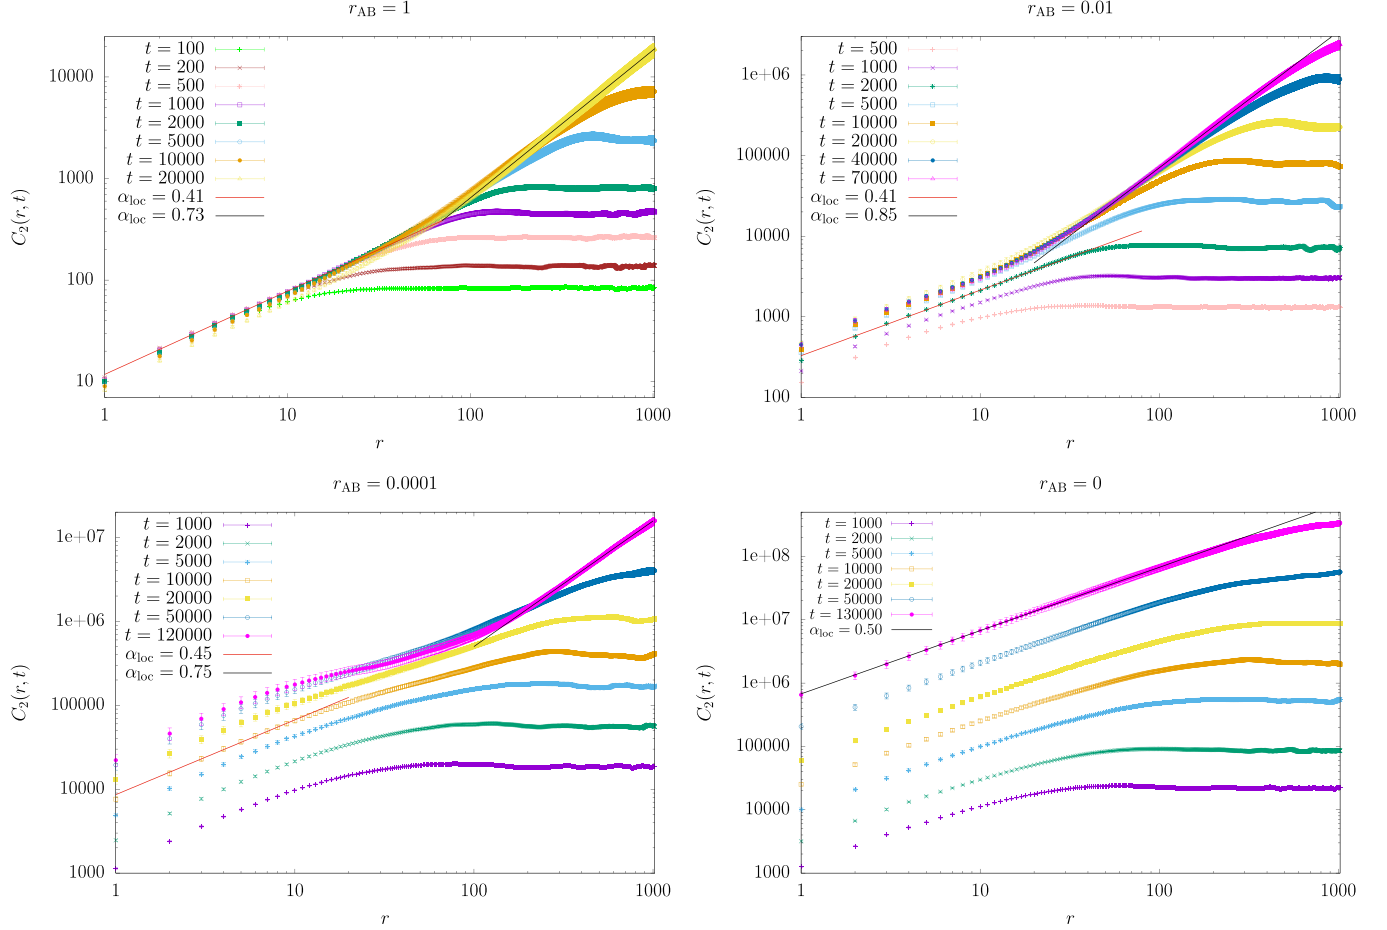 r_AB = 1
C_2(r, t)
10000
1000
100
10
t = 100
t = 200
t = 500
t = 1000
t = 2000
t = 5000
t = 10000
t = 20000
α_loc = 0.41
α_loc = 0.73
1 10 100 1000
r
r_AB = 0.01
C_2(r, t)
1e+06
100000
10000
1000
100
t = 500
t = 1000
t = 2000
t = 5000
t = 10000
t = 20000
t = 40000
t = 70000
α_loc = 0.41
α_loc = 0.85
1 10 100 1000
r
r_AB = 0.0001
C_2(r, t)
1e+07
1e+06
100000
10000
1000
t = 1000
t = 2000
t = 5000
t = 10000
t = 20000
t = 50000
t = 120000
α_loc = 0.45
α_loc = 0.75
1 10 100 1000
r
r_AB = 0
C_2(r, t)
1e+08
1e+07
1e+06
100000
10000
1000
t = 1000
t = 2000
t = 5000
t = 10000
t = 20000
t = 50000
t = 130000
α_loc = 0.50
1 10 100 1000
r